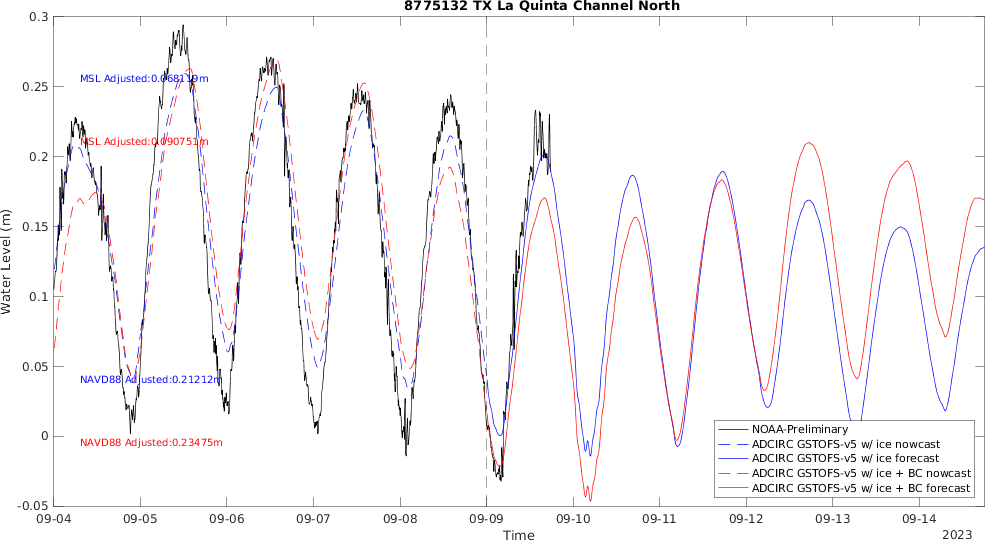 8775132 TX La Quinta Channel North
0.3
0.25
0.2
0.15
0.1
0.05
0
-0.05
Water Level (m)
MSL Adjusted:0.068119m
MSL Adjusted:0.090751m
NAVD88 Adjusted:0.21212m
NAVD88 Adjusted:0.23475m
NOAA-Preliminary
ADCIRC GSTOFS-v5 w/ ice nowcast
ADCIRC GSTOFS-v5 w/ ice forecast
ADCIRC GSTOFS-v5 w/ ice + BC nowcast
ADCIRC GSTOFS-v5 w/ ice + BC forecast
09-04 09-05 09-06 09-07 09-08 09-09 09-10 09-11 09-12 09-13 09-14
Time
2023